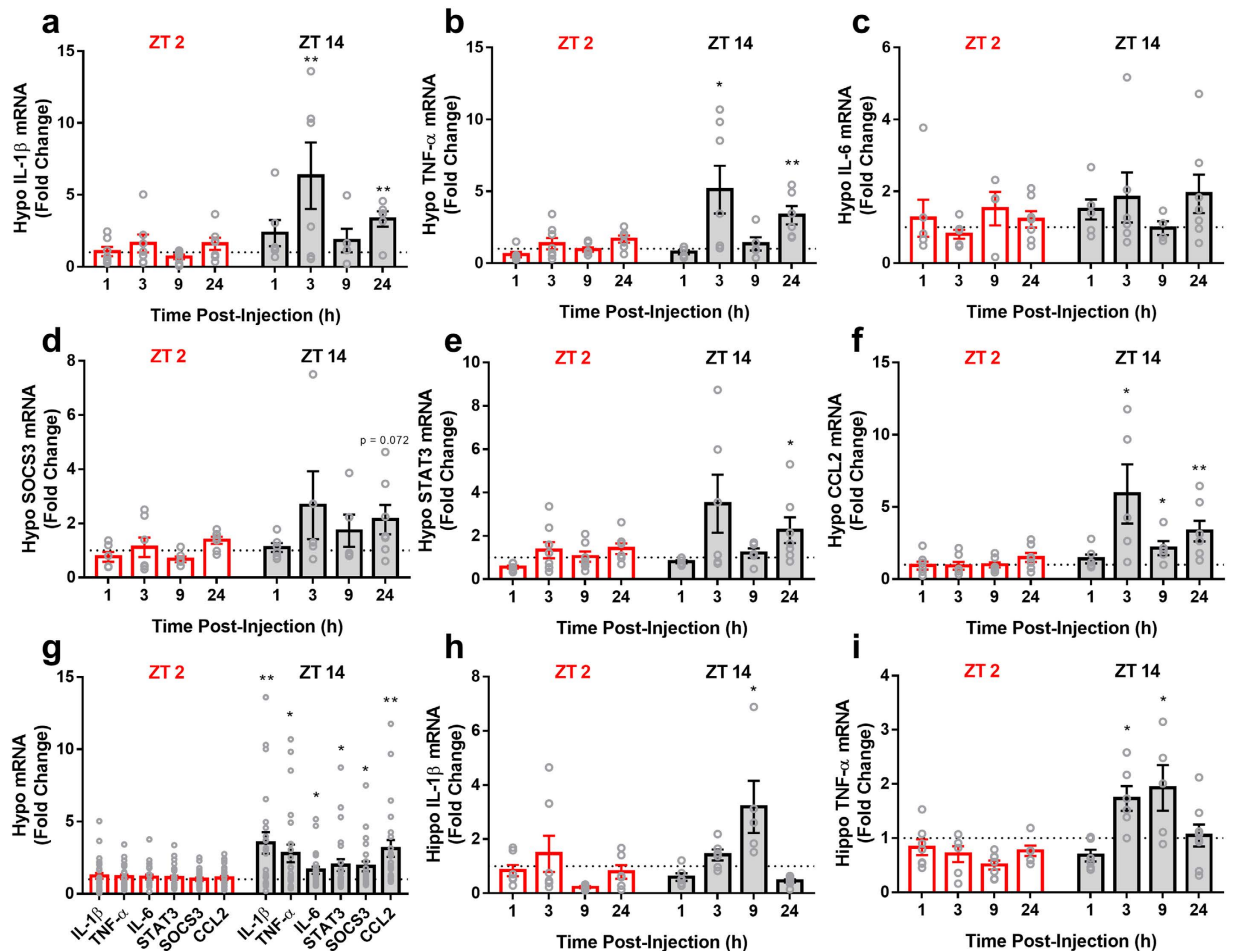 a
ZT 2
ZT 14
Hypo IL-1β mRNA
(Fold Change)
15
10
5
0
**
**
1 3 9 24 1 3 9 24
Time Post-Injection (h)
b
ZT 2
ZT 14
Hypo TNF-α mRNA
(Fold Change)
15
10
5
0
*
**
1 3 9 24 1 3 9 24
Time Post-Injection (h)
c
ZT 2
ZT 14
Hypo IL-6 mRNA
(Fold Change)
6
4
2
0
1 3 9 24 1 3 9 24
Time Post-Injection (h)
d
ZT 2
ZT 14
Hypo SOCS3 mRNA
(Fold Change)
8
6
4
2
0
p = 0.072
1 3 9 24 1 3 9 24
Time Post-Injection (h)
e
ZT 2
ZT 14
Hypo STAT3 mRNA
(Fold Change)
10
8
6
4
2
0
*
1 3 9 24 1 3 9 24
Time Post-Injection (h)
f
ZT 2
ZT 14
Hypo CCL2 mRNA
(Fold Change)
15
10
5
0
*
*
**
1 3 9 24 1 3 9 24
Time Post-Injection (h)
g
ZT 2
ZT 14
Hypo mRNA
(Fold Change)
15
10
5
0
**
*
*
*
*
**
IL-1β TNF-α IL-6 STAT3 SOCS3 CCL2 IL-1β TNF-α IL-6 STAT3 SOCS3 CCL2
h
ZT 2
ZT 14
Hippo IL-1β mRNA
(Fold Change)
8
6
4
2
0
*
1 3 9 24 1 3 9 24
Time Post-Injection (h)
i
ZT 2
ZT 14
Hippo TNF-α mRNA
(Fold Change)
4
3
2
1
0
*
*
1 3 9 24 1 3 9 24
Time Post-Injection (h)